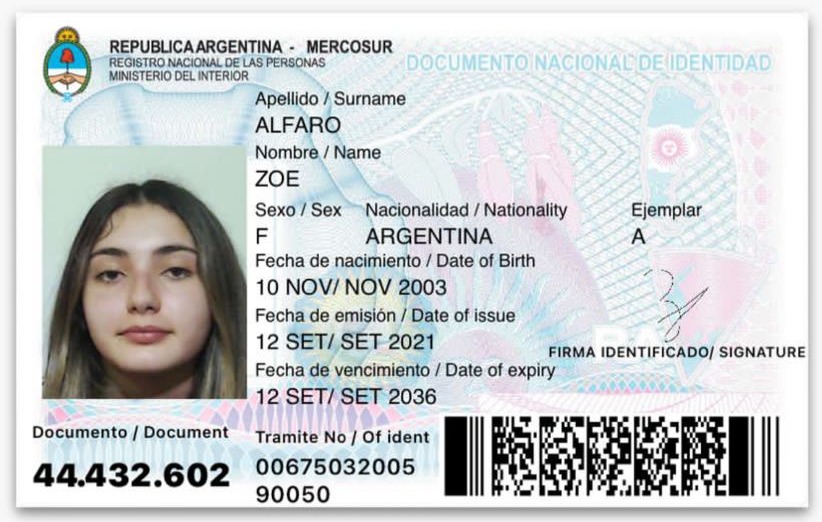 REPUBLICA ARGENTINA - MERCOSUR
REGISTRO NACIONAL DE LAS PERSONAS
MINISTERIO DEL INTERIOR
DOCUMENTO NACIONAL DE IDENTIDAD
Apellido / Surname
ALFARO
Nombre / Name
ZOE
Sexo / Sex Nacionalidad / Nationality Ejemplar
F ARGENTINA A
Fecha de nacimiento / Date of Birth
10 NOV/ NOV 2003
Fecha de emisión / Date of issue
12 SET/ SET 2021
FIRMA IDENTIFICADO/ SIGNATURE
Fecha de vencimiento / Date of expiry
12 SET/ SET 2036
Documento / Document
44.432.602
Tramite No / Of ident
00675032005
90050